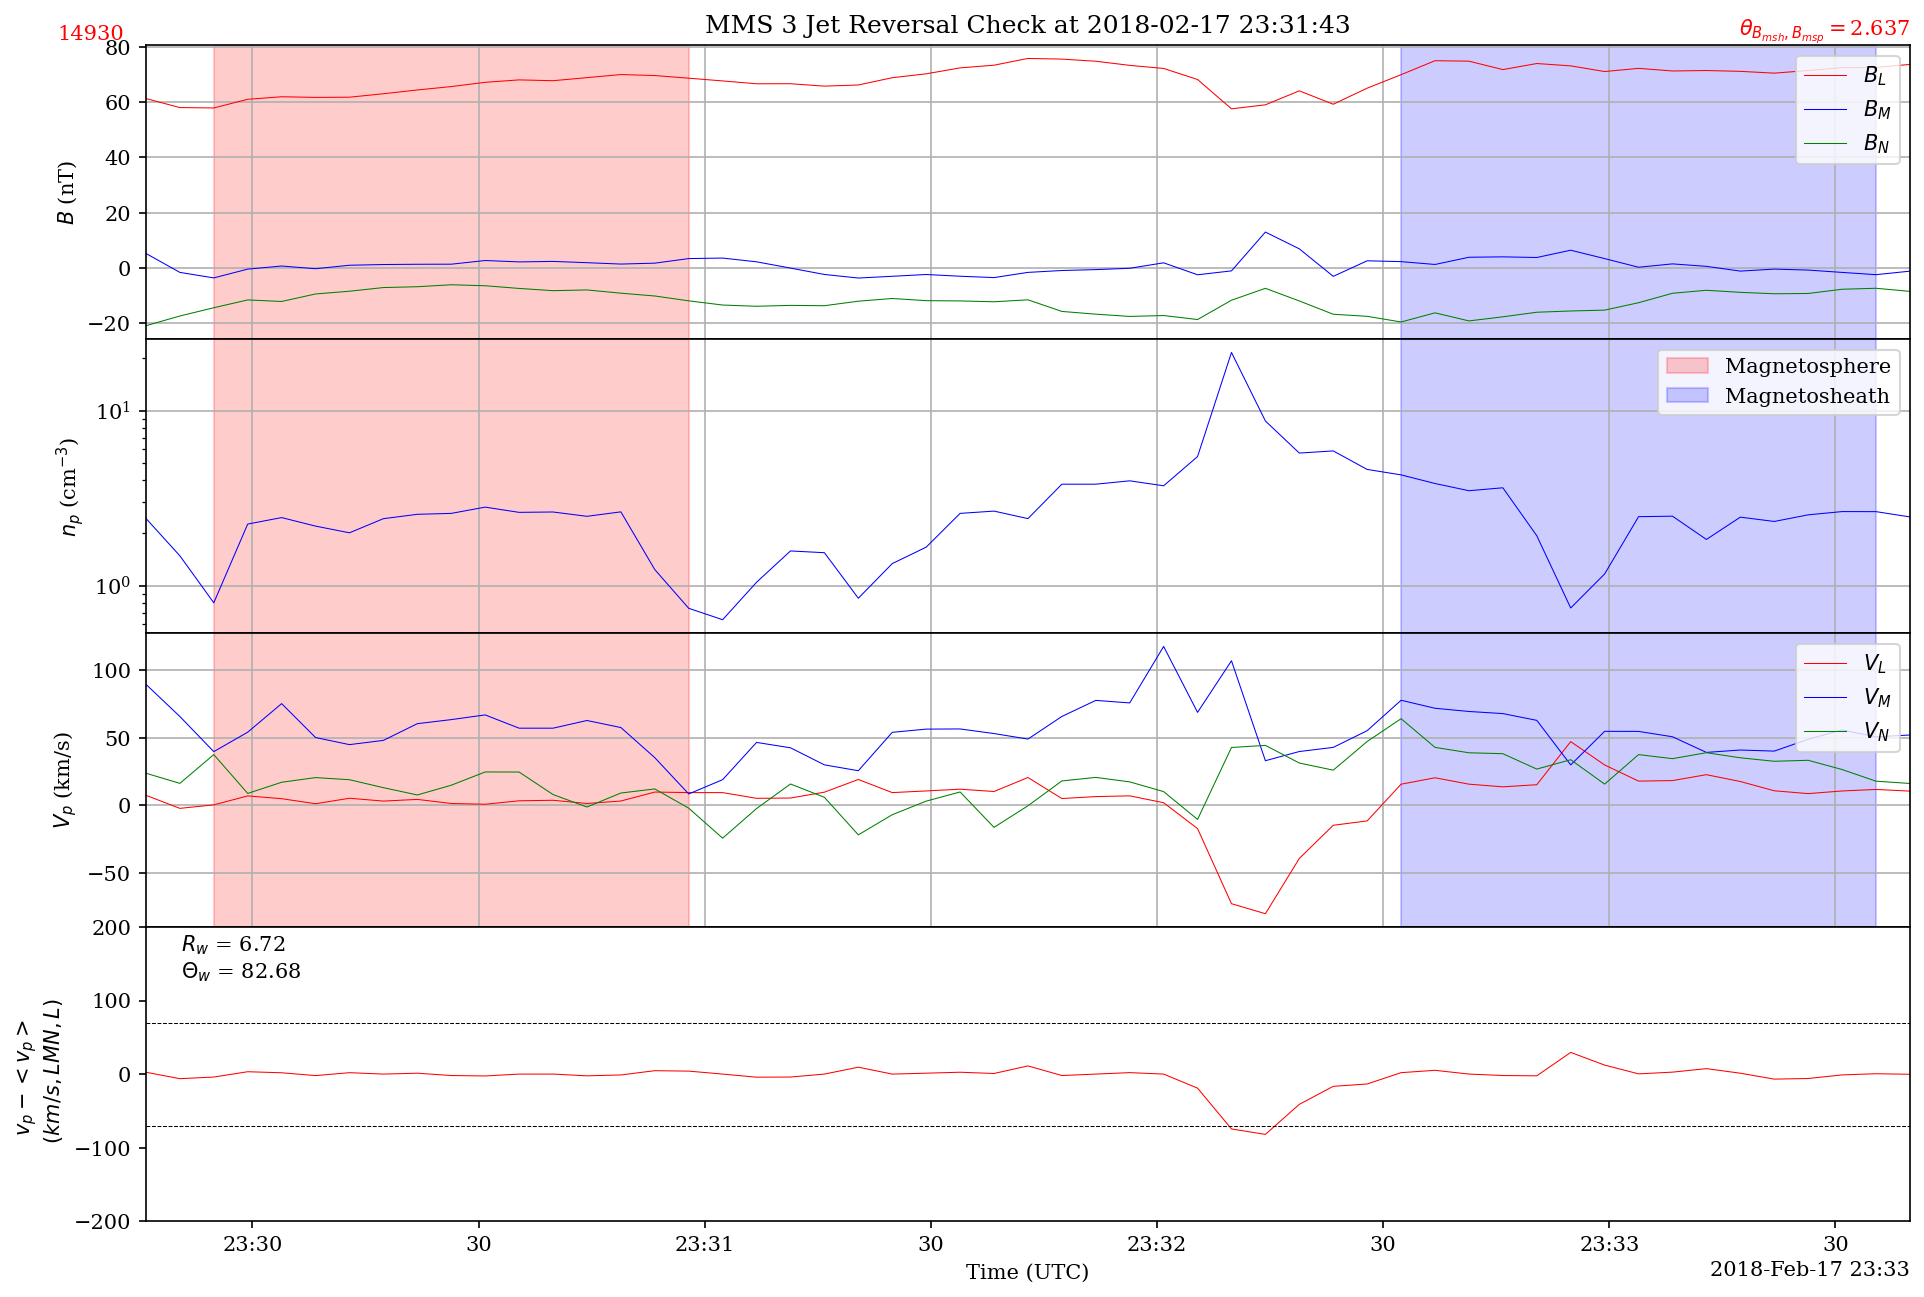 MMS 3 Jet Reversal Check at 2018-02-17 23:31:43
14930
θ_{B_{msh}, B_{msp}} = 2.637
80
60
40
20
0
−20
B (nT)
B_L
B_M
B_N
10^1
10^0
n_p (cm^{−3})
Magnetosphere
Magnetosheath
100
50
0
−50
V_p (km/s)
V_L
V_M
V_N
200
100
0
−100
−200
v_p − < v_p >
(km/s, LMN, L)
R_w = 6.72
Θ_w = 82.68
23:30 30 23:31 30 23:32 30 23:33 30
Time (UTC)
2018-Feb-17 23:33